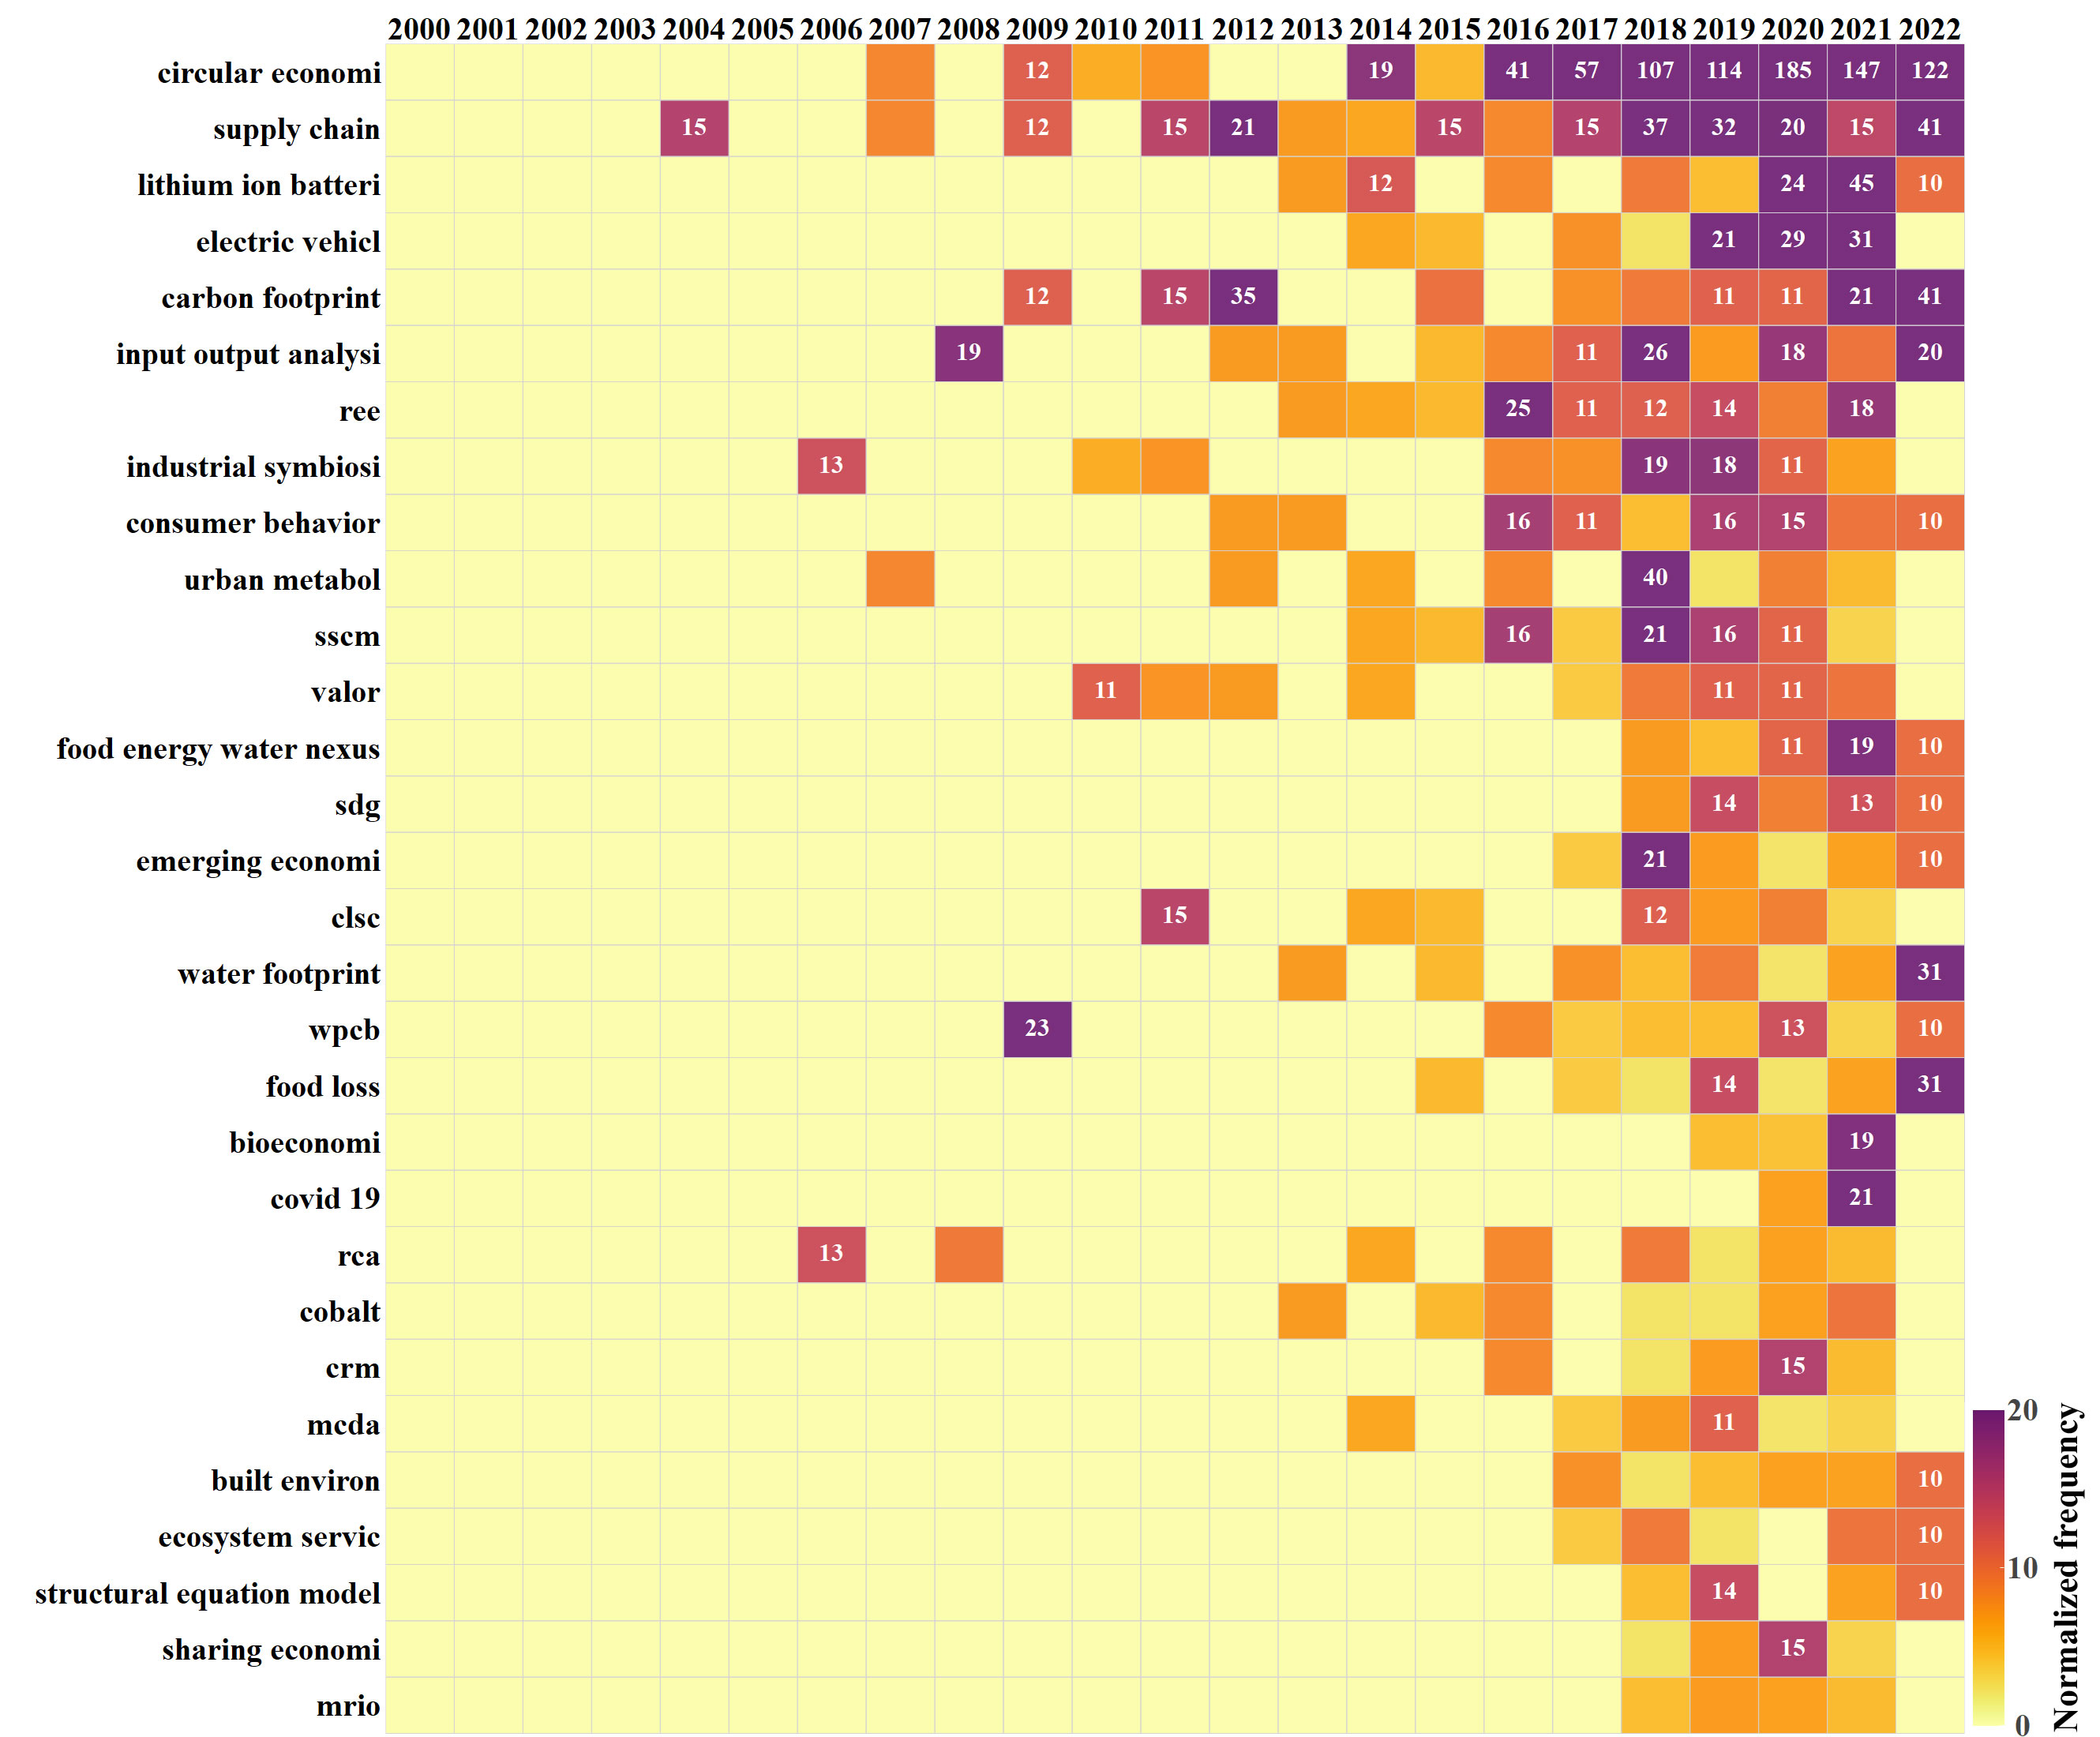 2000 2001 2002 2003 2004 2005 2006 2007 2008 2009 2010 2011 2012 2013 2014 2015 2016 2017 2018 2019 2020 2021 2022
circular economi 12 19 41 57 107 114 185 147 122
supply chain 15 12 15 21 15 15 37 32 20 15 41
lithium ion batteri 12 24 45 10
electric vehicl 21 29 31
carbon footprint 12 15 35 11 11 21 41
input output analysi 19 11 26 18 20
ree 25 11 12 14 18
industrial symbiosi 13 19 18 11
consumer behavior 16 11 16 15 10
urban metabol 40
sscm 16 21 16 11
valor 11 11 11
food energy water nexus 11 19 10
sdg 14 13 10
emerging economi 21 10
clsc 15 12
water footprint 31
wpcb 23 13 10
food loss 14 31
bioeconomi 19
covid 19 21
rca 13
cobalt
crm 15
mcda 11
built environ 10
ecosystem servic 10
structural equation model 14 10
sharing economi 15
mrio
20
10
0
Normalized frequency